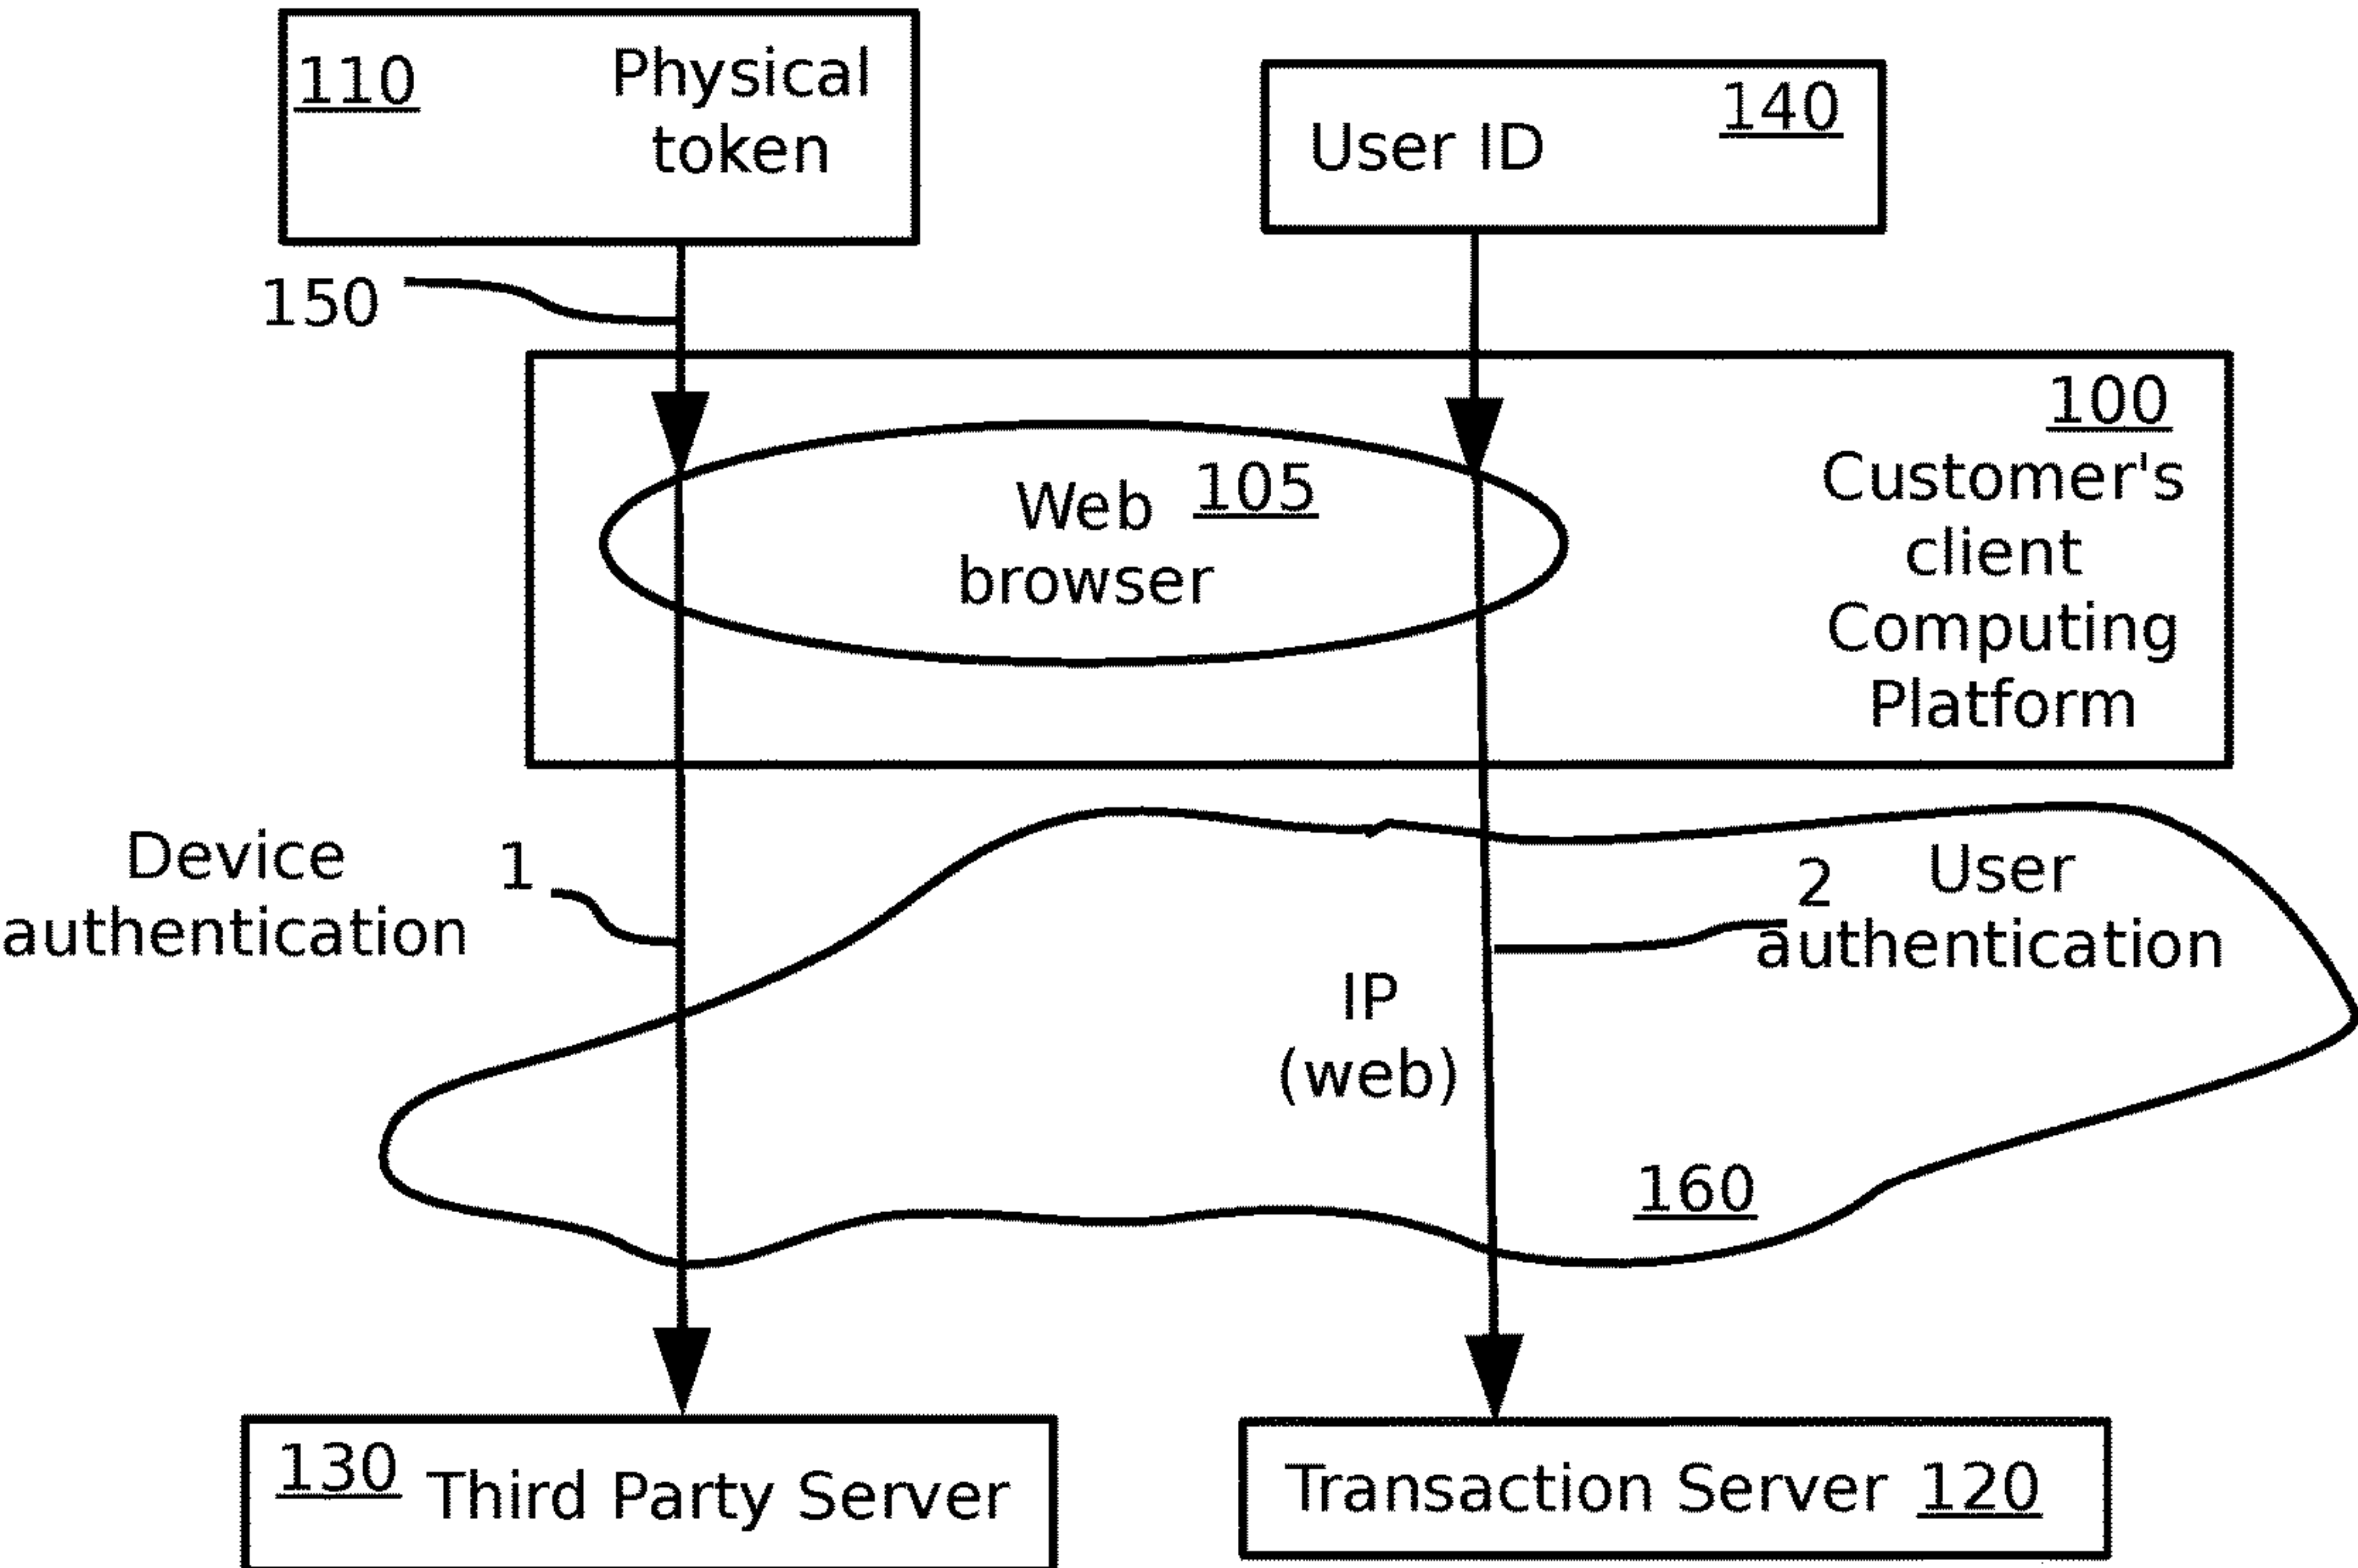 110
Physical
token
140
User ID
150
100
Web 105
browser
Customer's
client
Computing
Platform
Device
authentication
1
2
User
authentication
IP
(web)
160
130 Third Party Server
Transaction Server 120